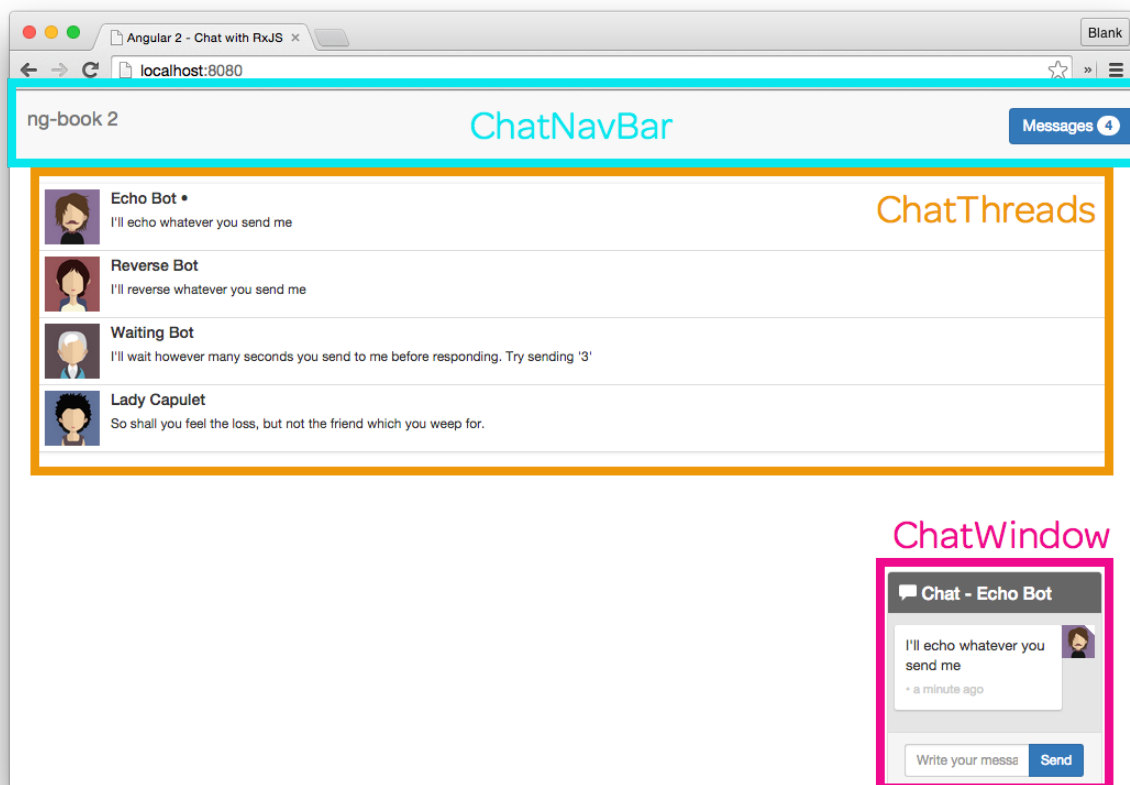 Angular 2 - Chat with RxJS
Blank
localhost:8080
ng-book 2
ChatNavBar
Messages 4
ChatThreads
Echo Bot •
I'll echo whatever you send me
Reverse Bot
I'll reverse whatever you send me
Waiting Bot
I'll wait however many seconds you send to me before responding. Try sending '3'
Lady Capulet
So shall you feel the loss, but not the friend which you weep for.
ChatWindow
Chat - Echo Bot
I'll echo whatever you
send me
• a minute ago
Write your messa
Send